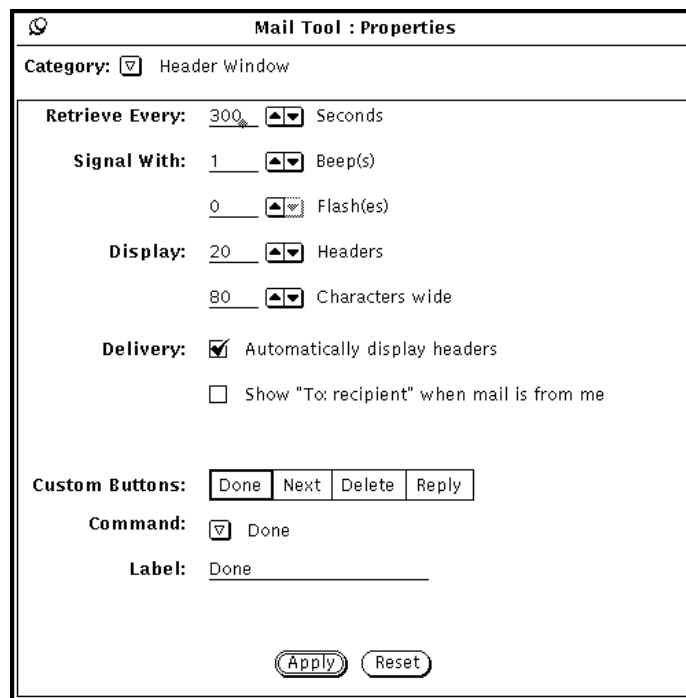 Mail Tool : Properties
Category: Header Window
Retrieve Every: 300 Seconds
Signal With: 1 Beep(s)
0 Flash(es)
Display: 20 Headers
80 Characters wide
Delivery: Automatically display headers
Show "To: recipient" when mail is from me
Custom Buttons: Done Next Delete Reply
Command: Done
Label: Done
Apply Reset